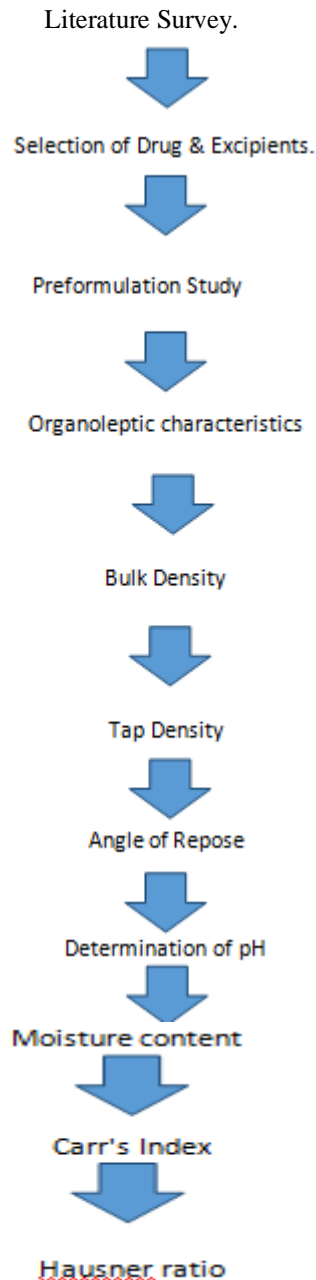 Literature Survey.
Selection of Drug & Excipients.
Preformulation Study
Organoleptic characteristics
Bulk Density
Tap Density
Angle of Repose
Determination of pH
Moisture content
Carr's Index
Hausner ratio